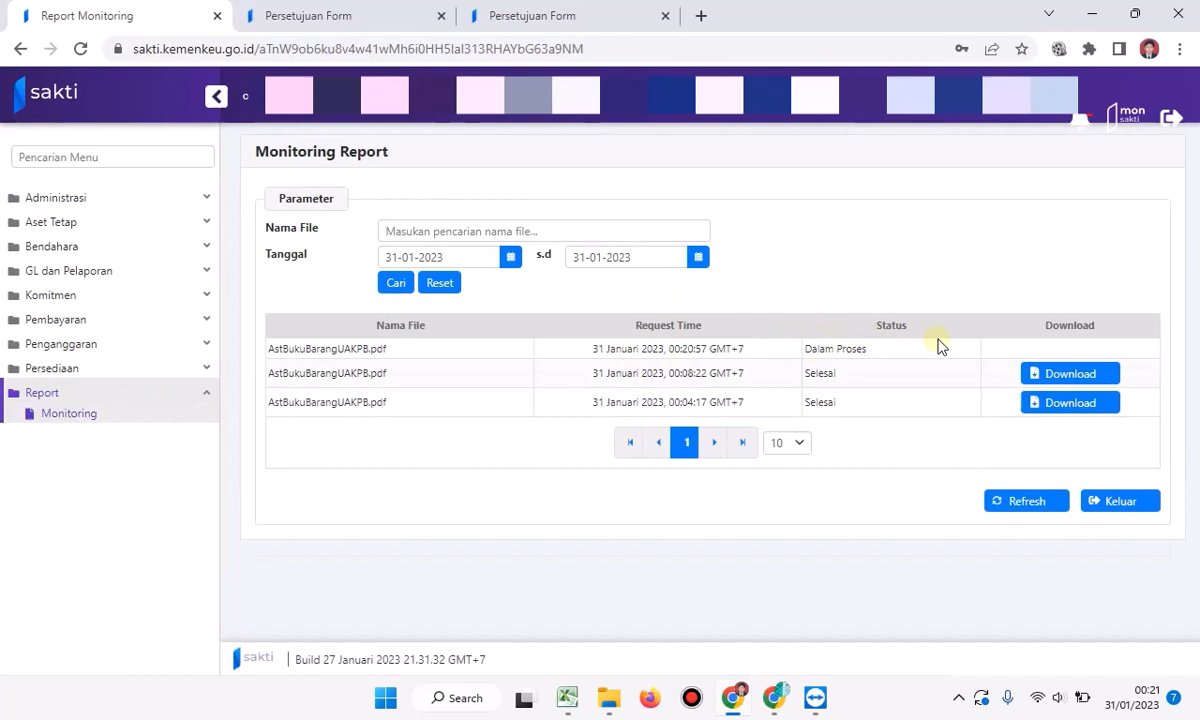 Report Monitoring
Persetujuan Form
Persetujuan Form
sakti.kemenkeu.go.id/aTnW9ob6ku8v4w41wMh6i0HH5IaI313RHAYbG63a9NM
sakti
mon
sakti
Pencarian Menu
Administrasi
Aset Tetap
Bendahara
GL dan Pelaporan
Komitmen
Pembayaran
Penganggaran
Persediaan
Report
Monitoring
Monitoring Report
Parameter
Nama File
Masukan pencarian nama file...
Tanggal
31-01-2023
s.d
31-01-2023
Cari
Reset
Nama File Request Time Status Download
AstBukuBarangUAKPB.pdf 31 Januari 2023, 00:20:57 GMT+7 Dalam Proses
AstBukuBarangUAKPB.pdf 31 Januari 2023, 00:08:22 GMT+7 Selesai Download
AstBukuBarangUAKPB.pdf 31 Januari 2023, 00:04:17 GMT+7 Selesai Download
1
10
Refresh
Keluar
sakti | Build 27 Januari 2023 21.31.32 GMT+7
Search
00:21
31/01/2023
7